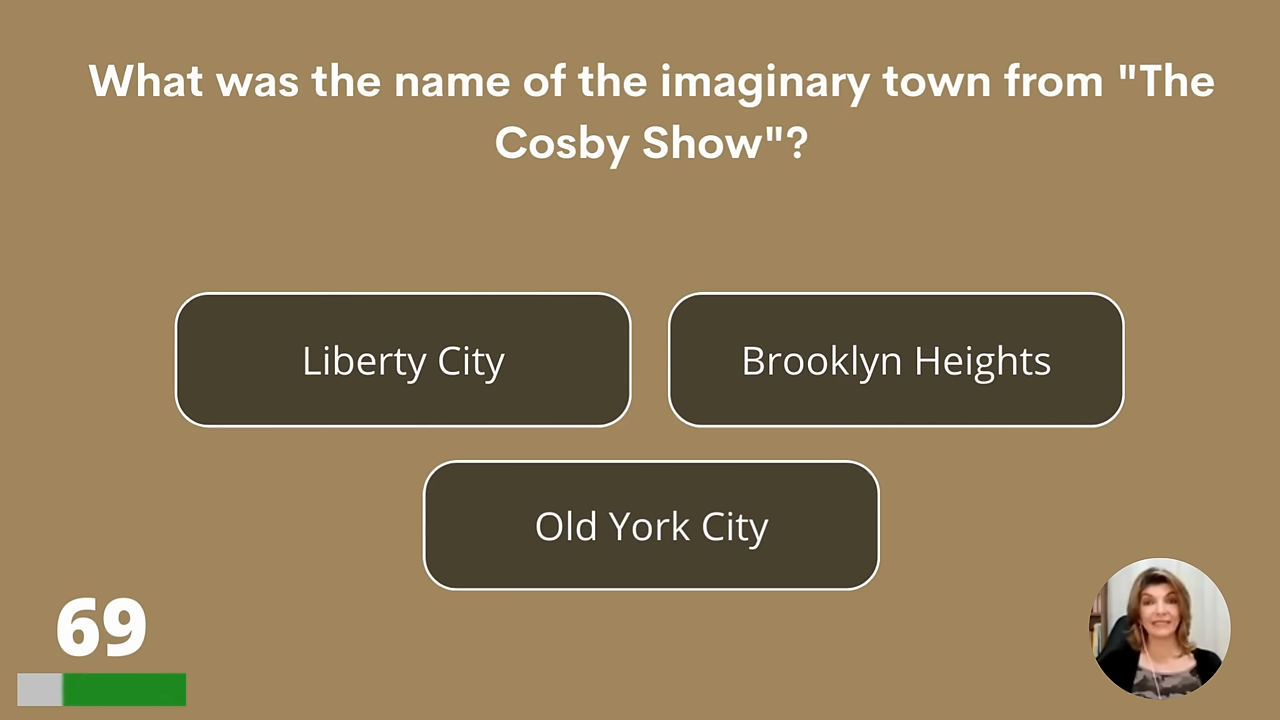 What was the name of the imaginary town from "The
Cosby Show"?
Liberty City
Brooklyn Heights
Old York City
69